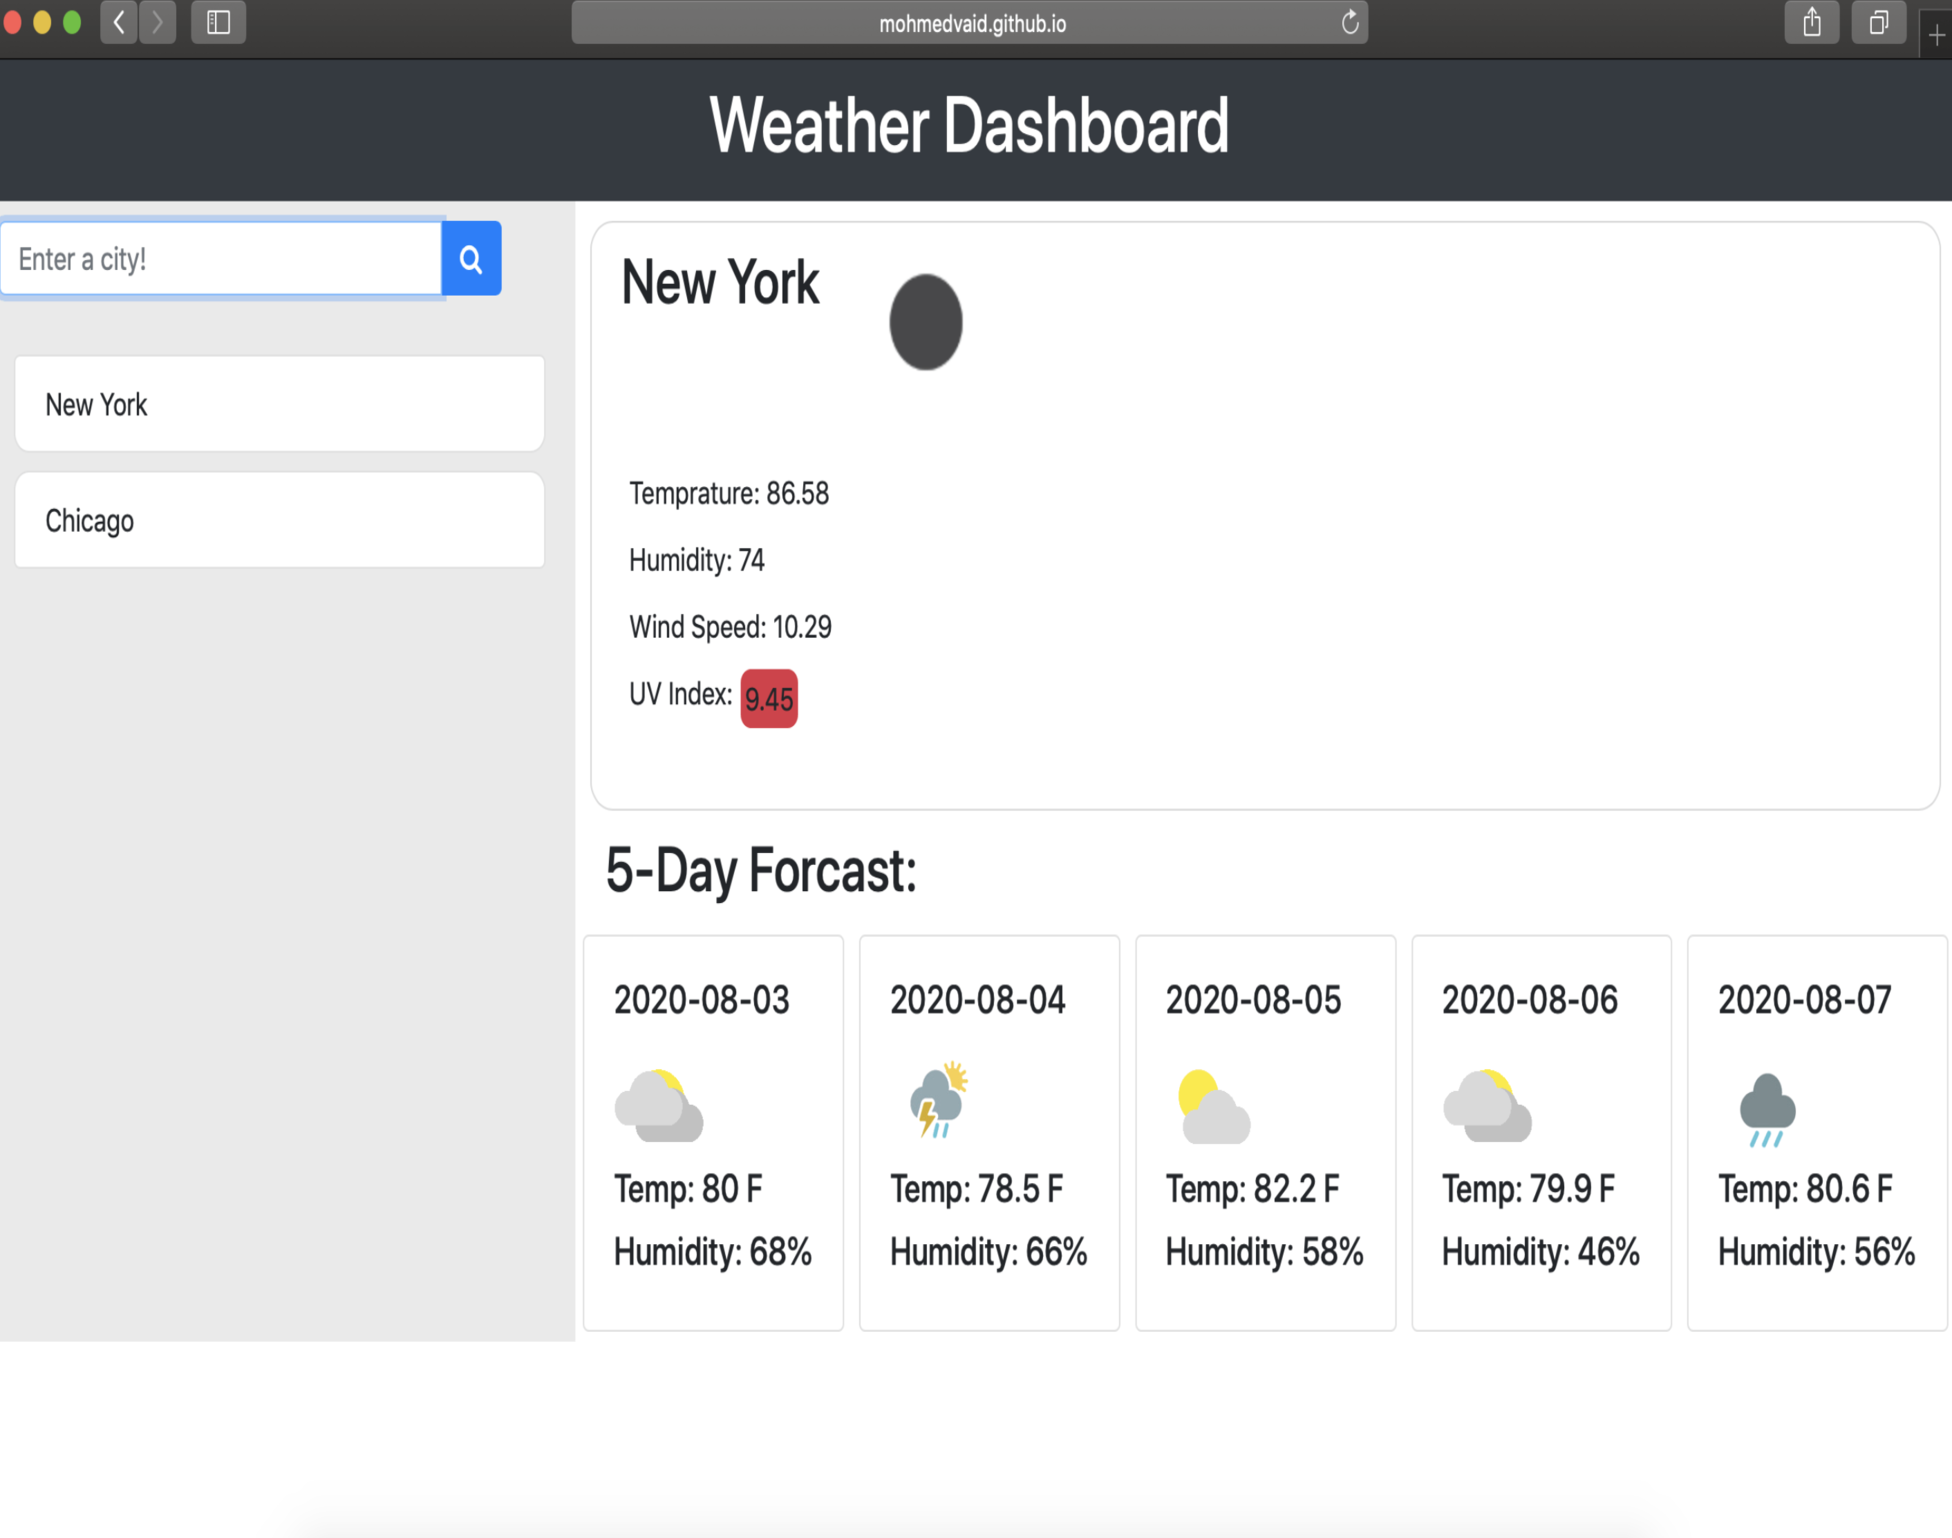 mohmedvaid.github.io
Weather Dashboard
Enter a city!
New York
Chicago
New York
Temprature: 86.58
Humidity: 74
Wind Speed: 10.29
UV Index: 9.45
5-Day Forcast:
2020-08-03
Temp: 80 F
Humidity: 68%
2020-08-04
Temp: 78.5 F
Humidity: 66%
2020-08-05
Temp: 82.2 F
Humidity: 58%
2020-08-06
Temp: 79.9 F
Humidity: 46%
2020-08-07
Temp: 80.6 F
Humidity: 56%